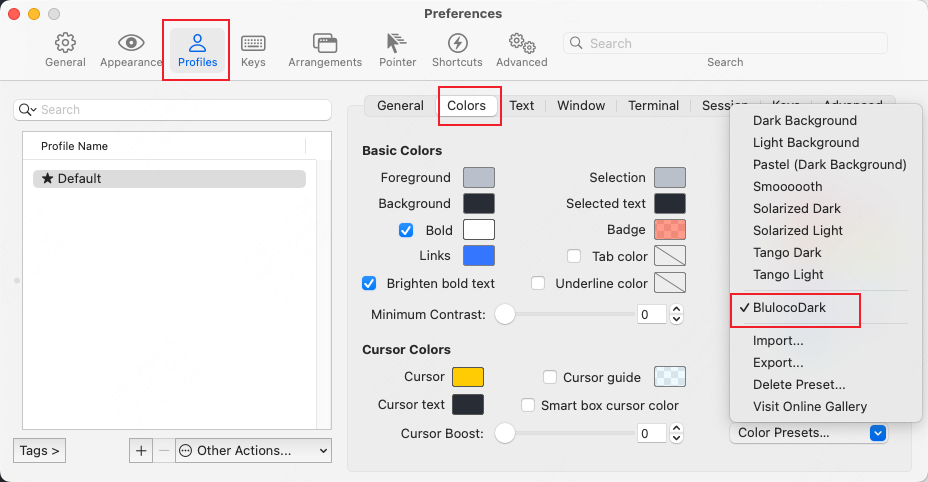 Preferences
General Appearance Profiles Keys Arrangements Pointer Shortcuts Advanced
Search
Search
Search
Profile Name
★ Default
Tags >
+ − Other Actions...
General Colors Text Window Terminal Session Keys Advanced
Basic Colors
Foreground
Background
Bold
Links
Brighten bold text
Selection
Selected text
Badge
Tab color
Underline color
Minimum Contrast: 0
Cursor Colors
Cursor
Cursor text
Cursor guide
Smart box cursor color
Cursor Boost: 0
Dark Background
Light Background
Pastel (Dark Background)
Smoooooth
Solarized Dark
Solarized Light
Tango Dark
Tango Light
✓ BlulocoDark
Import...
Export...
Delete Preset...
Visit Online Gallery
Color Presets...